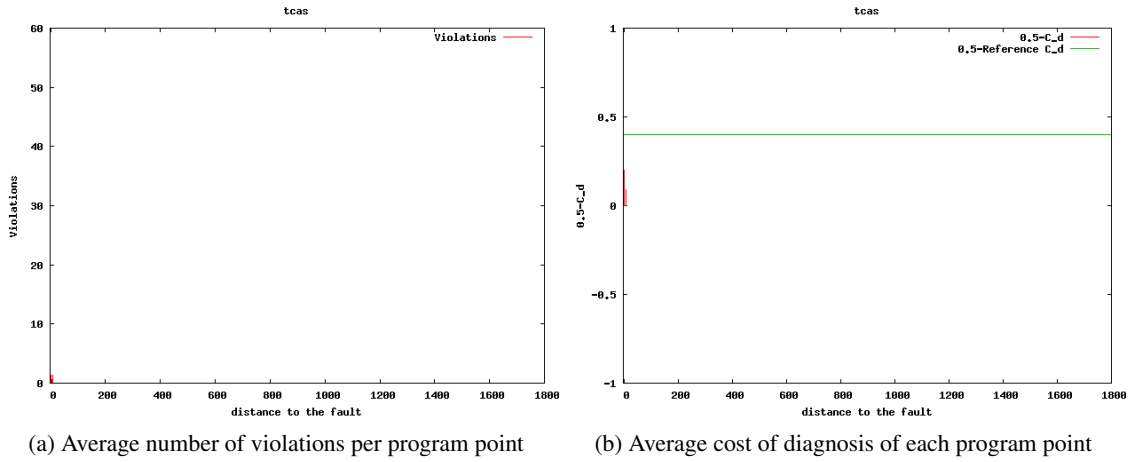 tcas
Violations
60
50
40
30
20
10
0
Violations
0 200 400 600 800 1000 1200 1400 1600 1800
distance to the fault
(a) Average number of violations per program point
tcas
0.5-C_d
0.5-Reference C_d
1
0.5
0
-0.5
-1
0.5-C_d
0 200 400 600 800 1000 1200 1400 1600 1800
distance to the fault
(b) Average cost of diagnosis of each program point